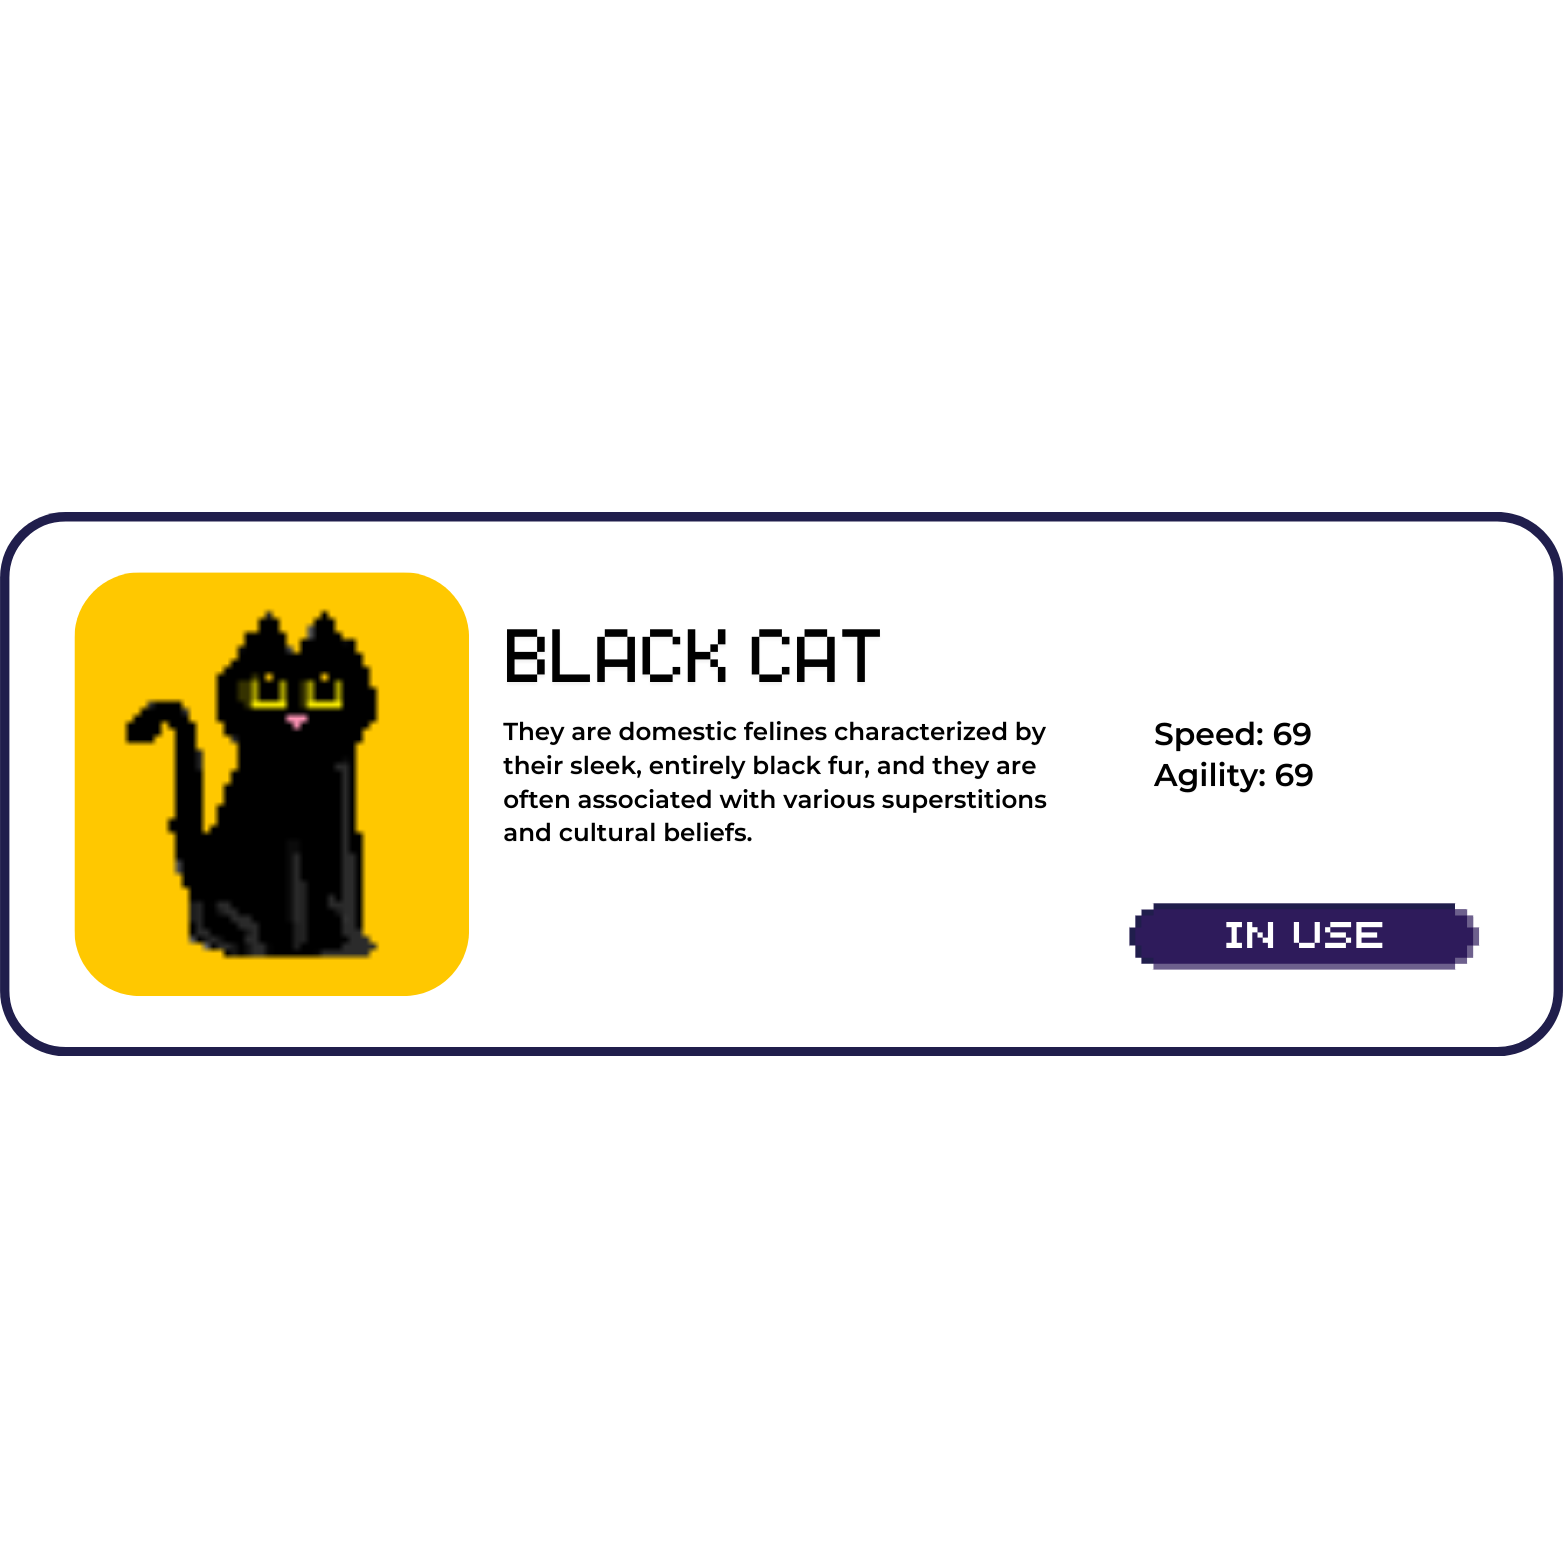 BLACK CAT
They are domestic felines characterized by
their sleek, entirely black fur, and they are
often associated with various superstitions
and cultural beliefs.
Speed: 69
Agility: 69
IN USE